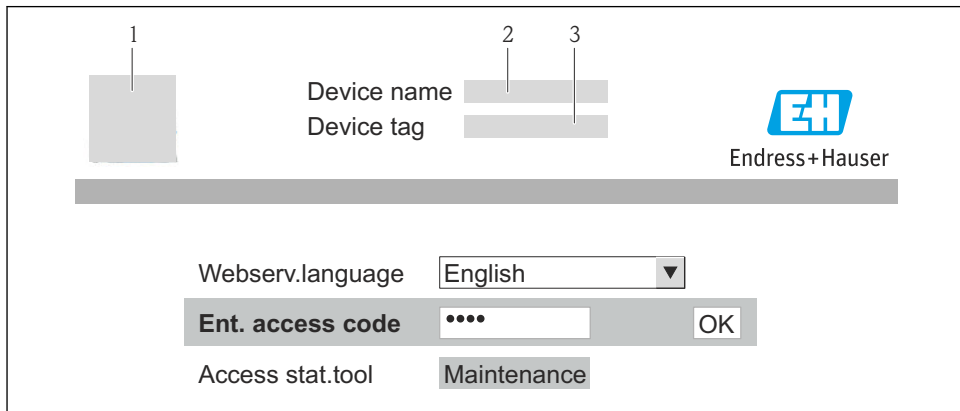 1 2 3
Device name
Device tag
EH
Endress+Hauser
Webserv.language English ▼
Ent. access code •••• OK
Access stat.tool Maintenance